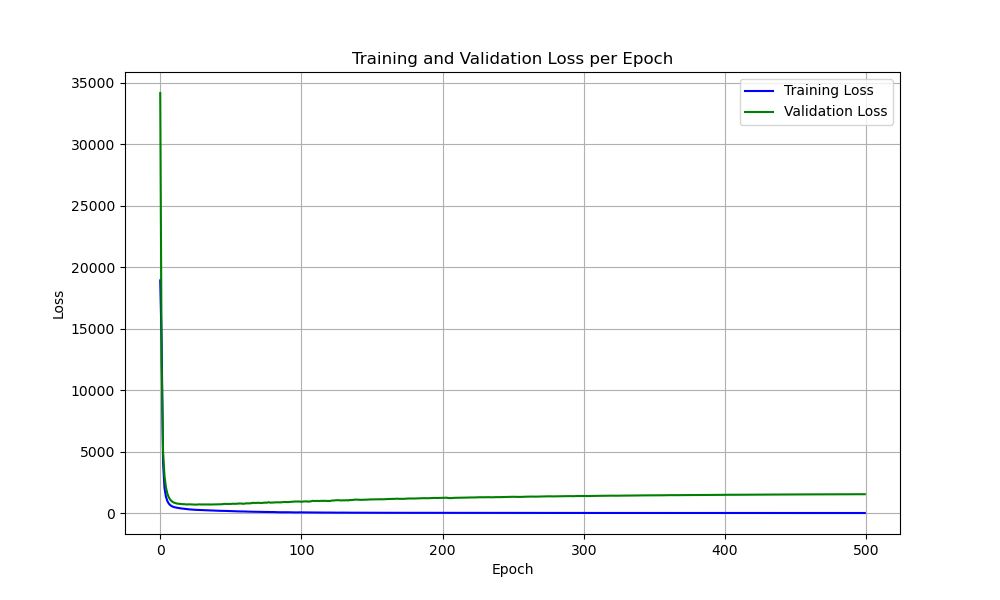 Training and Validation Loss per Epoch
Training Loss
Validation Loss
35000
30000
25000
20000
15000
10000
5000
0
Loss
0 100 200 300 400 500
Epoch